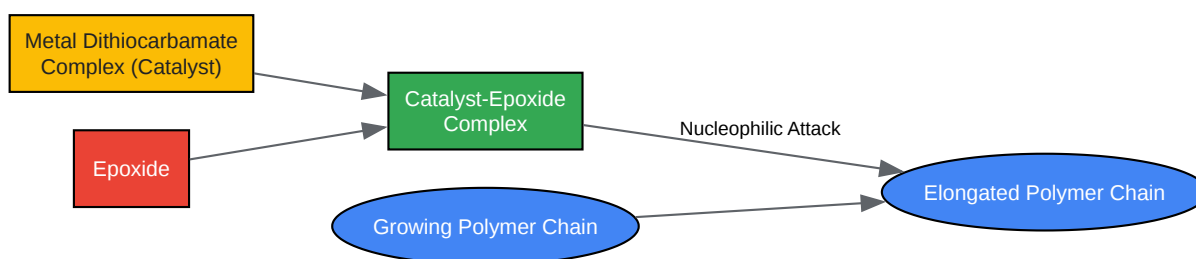 Metal Dithiocarbamate
Complex (Catalyst)
Epoxide
Catalyst-Epoxide
Complex
Nucleophilic Attack
Growing Polymer Chain
Elongated Polymer Chain